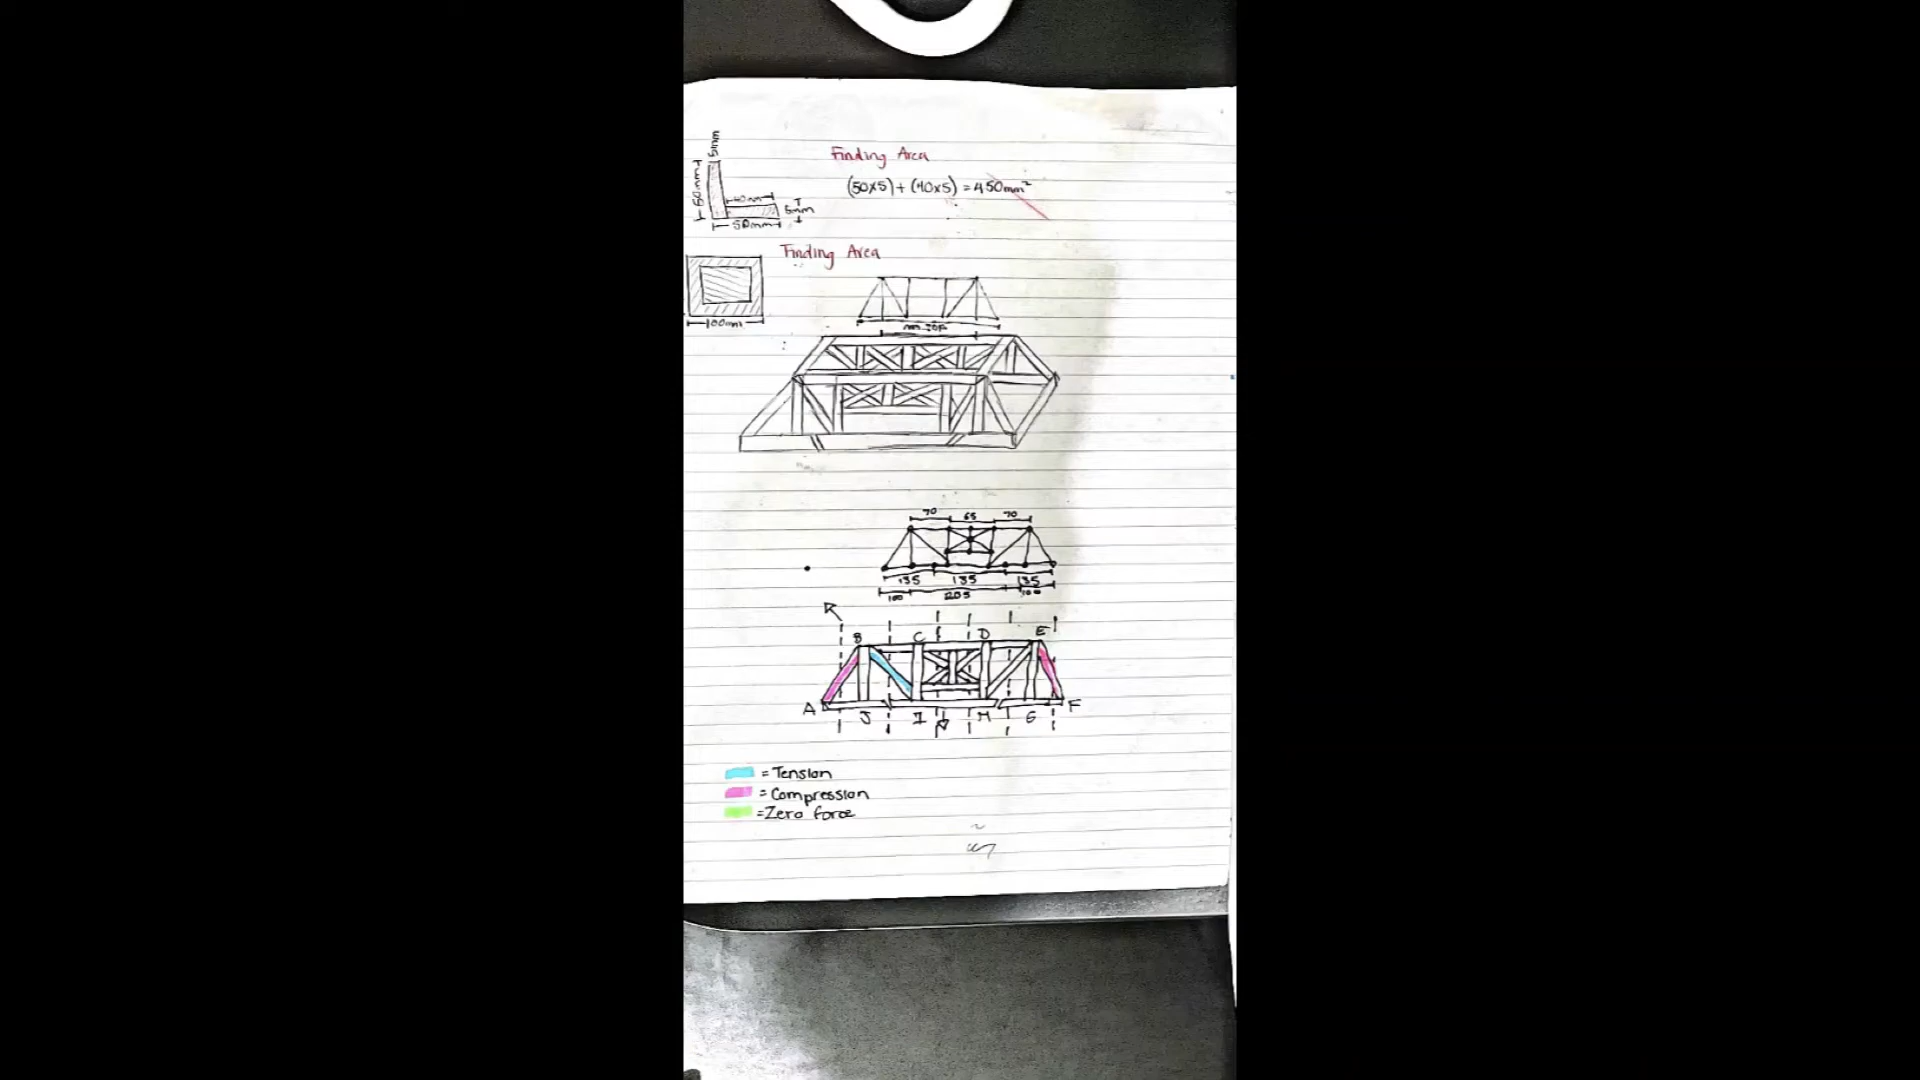 5mm
Finding Area
50mm
(50x5) + (40x5) = 450mm²
40mm
5mm
50mm
Finding Area
100mm
70 65 70
135 135 135
100 205 100
B C D E
A J I H G F
= Tension
= Compression
= Zero force